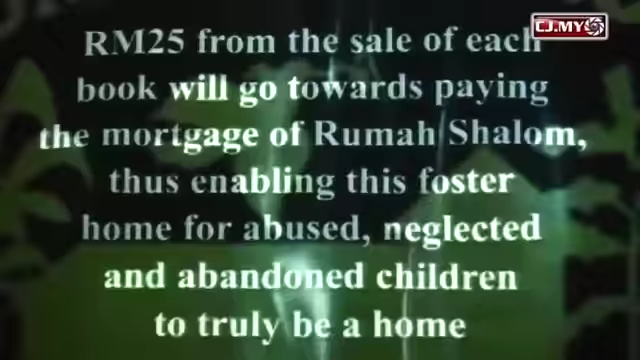 CJ.MY
RM25 from the sale of each
book will go towards paying
the mortgage of Rumah Shalom,
thus enabling this foster
home for abused, neglected
and abandoned children
to truly be a home